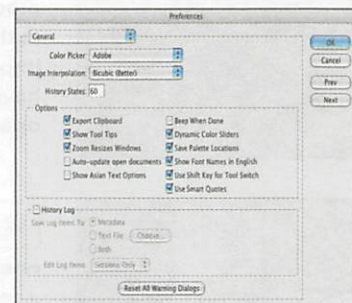 Preferences
General
OK
Color Picker: Adobe
Cancel
Image Interpolation: Bicubic (Better)
Prev
History States: 60
Next
Options
Export Clipboard
Beep When Done
Show Tool Tips
Dynamic Color Sliders
Zoom Resizes Windows
Save Palette Locations
Auto-update open documents
Show Font Names in English
Show Asian Text Options
Use Shift Key for Tool Switch
Use Smart Quotes
History Log
Save Log Items To: Metadata
Text File Choose...
Both
Edit Log Items: Sessions Only
Reset All Warning Dialogs